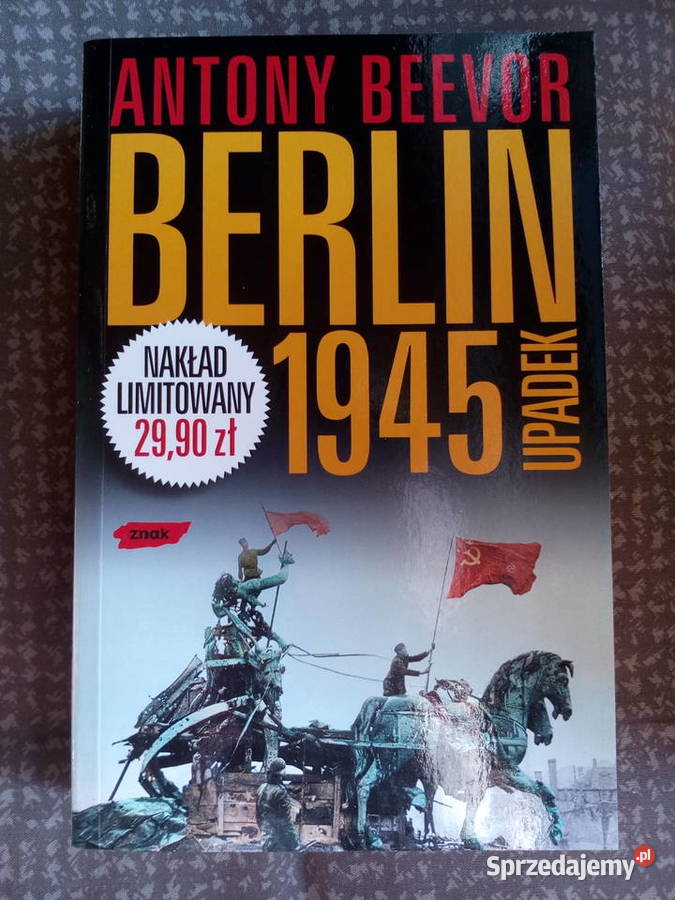 ANTONY BEEVOR
BERLIN
1945
UPADEK
NAKŁAD
LIMITOWANY
29,90 zł
znak
Sprzedajemy.pl